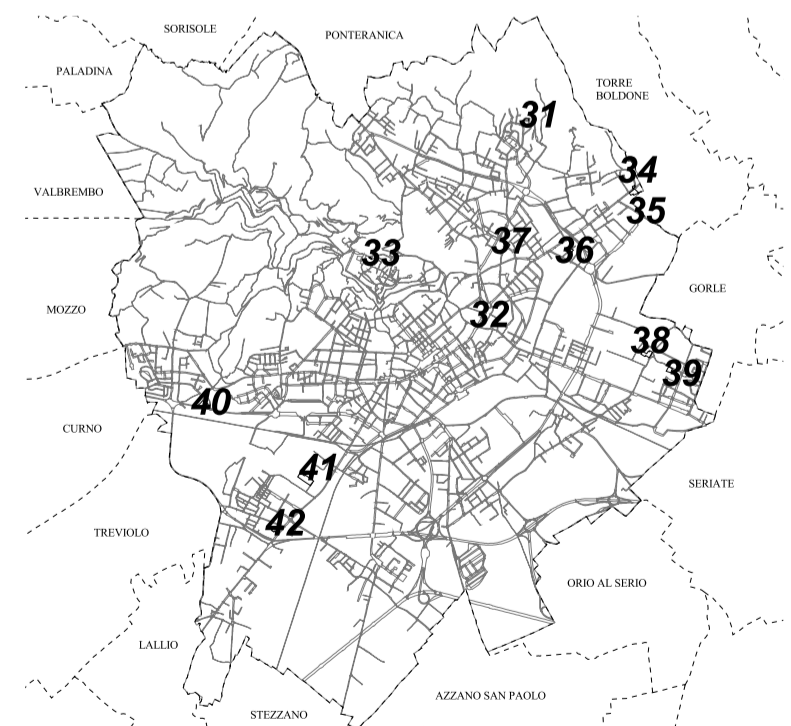 SORISOLE
PONTERANICA
PALADINA
TORRE
BOLDONE
31
34
VALBREMBO
35
37
36
33
GORLE
MOZZO
32
38
39
40
CURNO
41
SERIATE
42
TREVIOLO
ORIO AL SERIO
LALLIO
AZZANO SAN PAOLO
STEZZANO